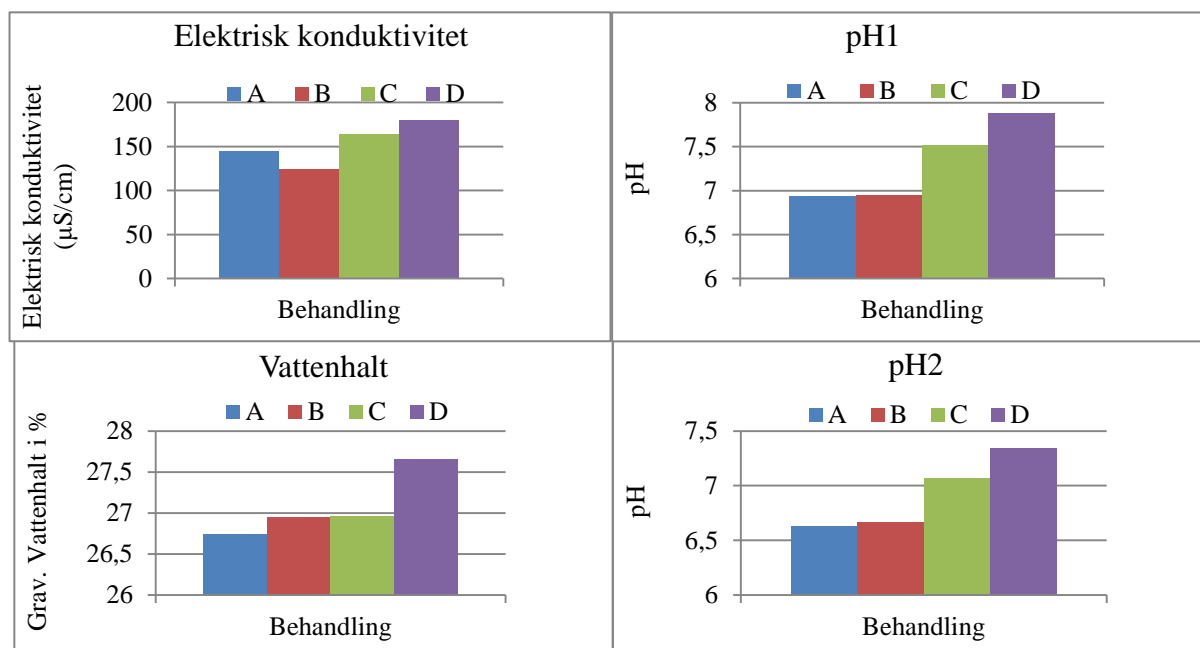 Elektrisk konduktivitet
A B C D
Elektrisk konduktivitet
(µS/cm)
200
150
100
50
0
Behandling
pH1
A B C D
pH
8
7,5
7
6,5
6
Behandling
Vattenhalt
A B C D
Grav. Vattenhalt i %
28
27,5
27
26,5
26
Behandling
pH2
A B C D
pH
7,5
7
6,5
6
Behandling